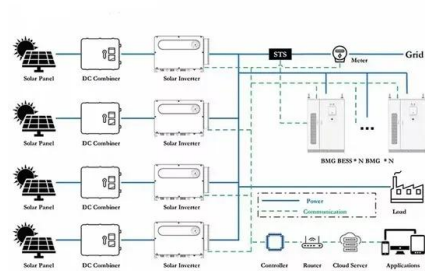 STS
Meter
Grid
Solar Panel
DC Combiner
Solar Inverter
Solar Panel
DC Combiner
Solar Inverter
BMG BESS * N BMG * N
Solar Panel
DC Combiner
Solar Inverter
Power
Communication
Load
Solar Panel
DC Combiner
Solar Inverter
Controller
Router
Cloud Server
Applications